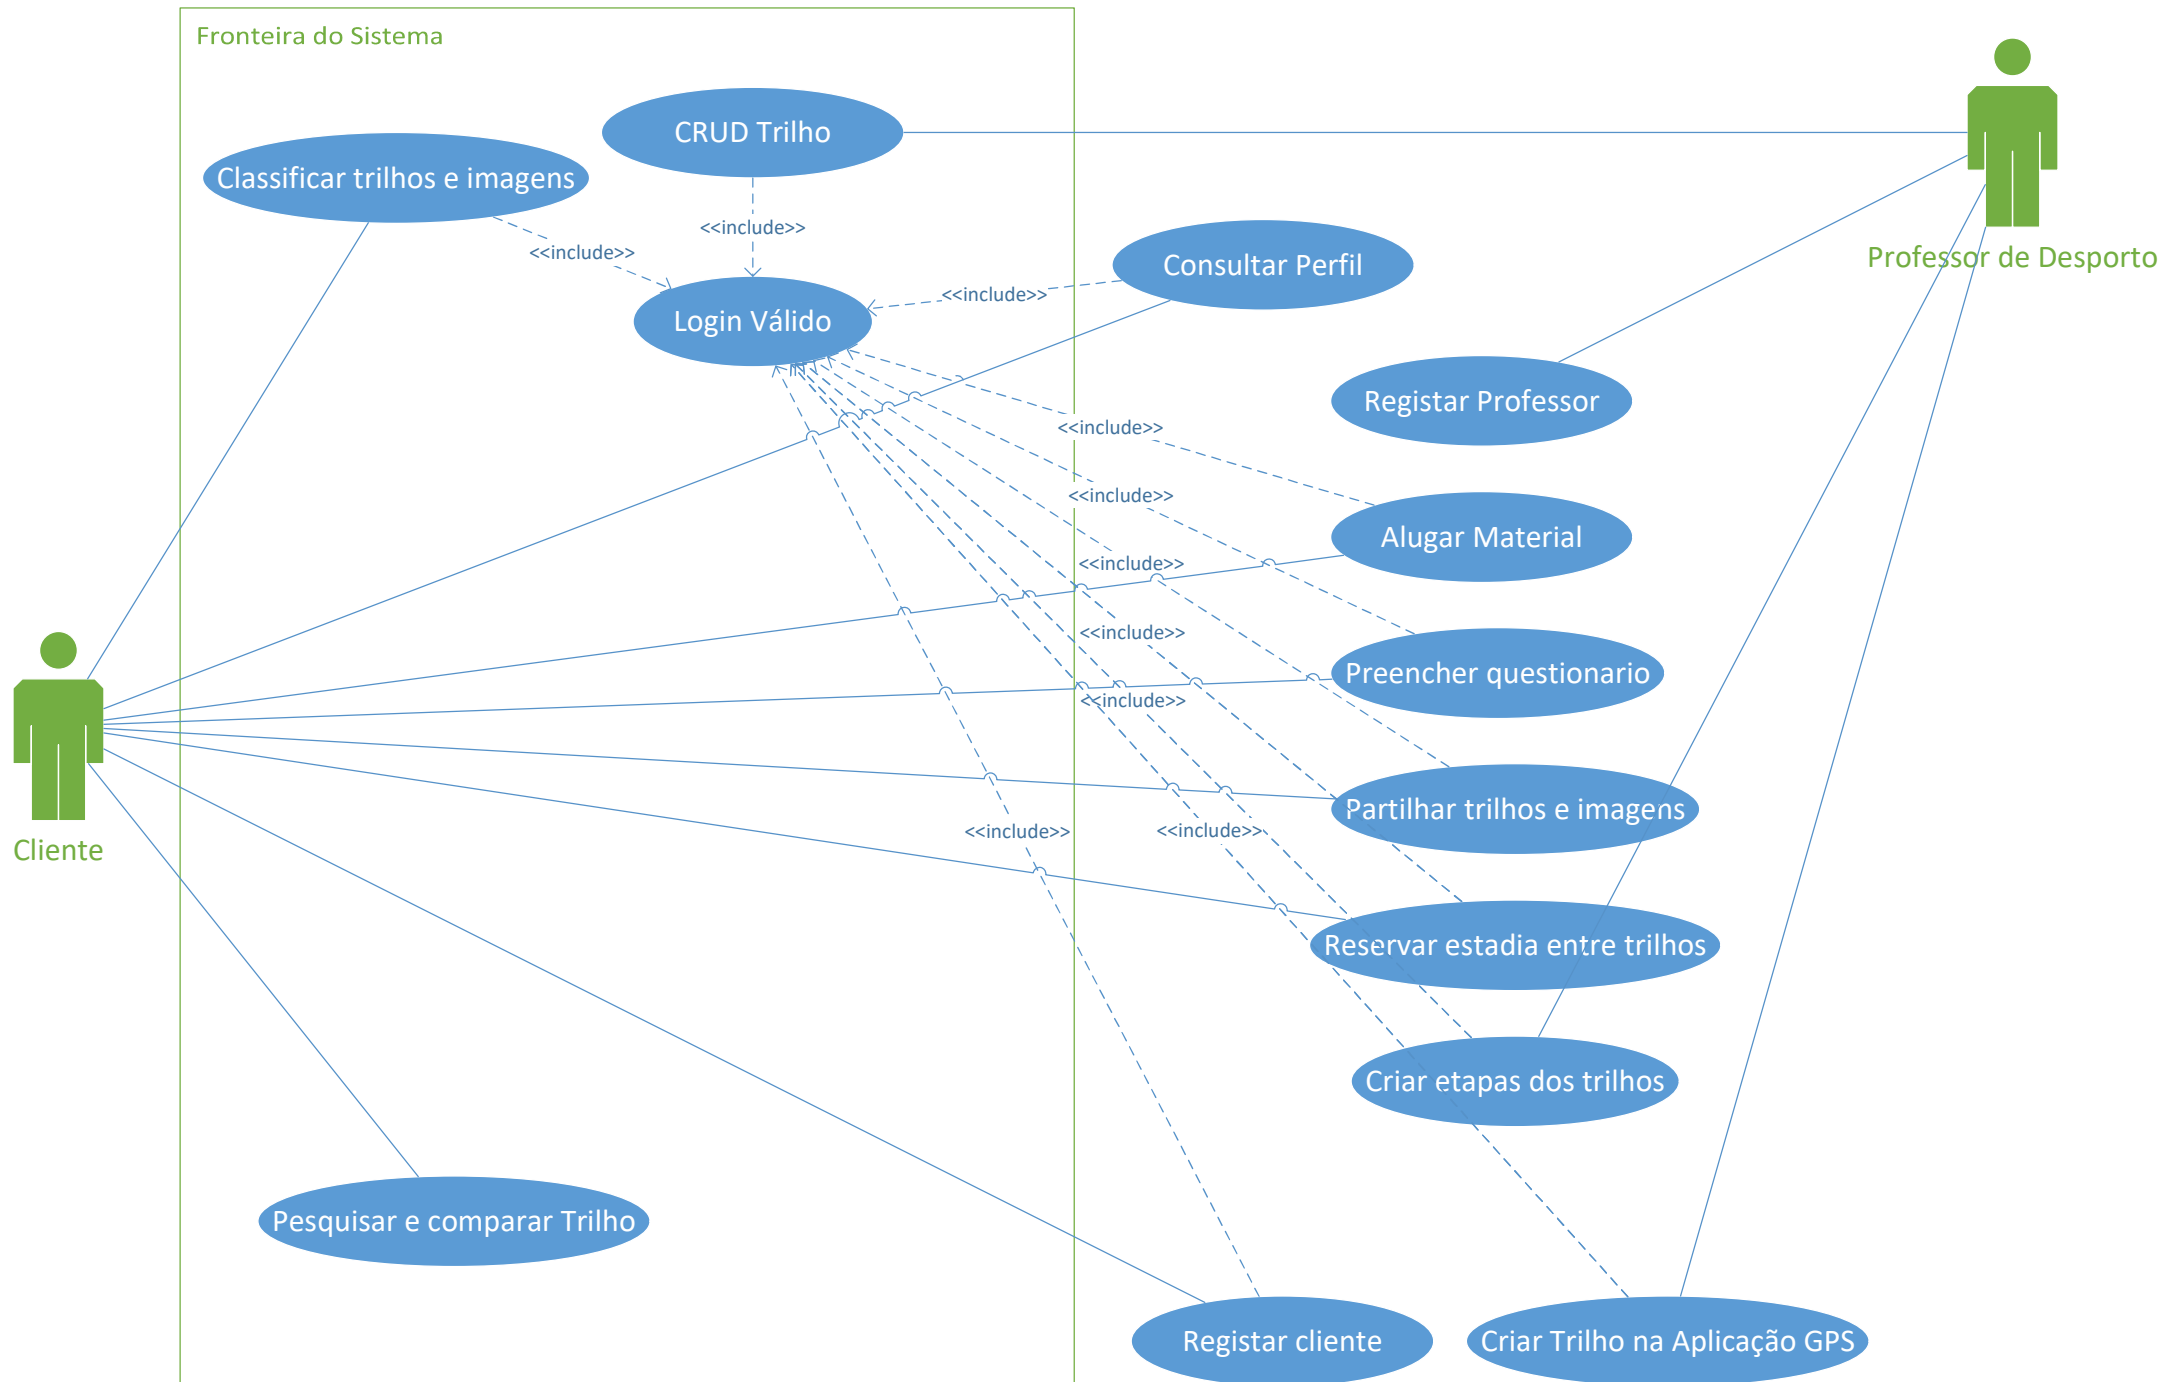 Fronteira do Sistema
CRUD Trilho
Classificar trilhos e imagens
<<include>>
<<include>>
Consultar Perfil
Professor de Desporto
<<include>>
Login Válido
Registar Professor
<<include>>
<<include>>
Alugar Material
<<include>>
<<include>>
Preencher questionario
<<include>>
Partilhar trilhos e imagens
<<include>>
<<include>>
Cliente
Reservar estadia entre trilhos
Criar etapas dos trilhos
Pesquisar e comparar Trilho
Registar cliente
Criar Trilho na Aplicação GPS